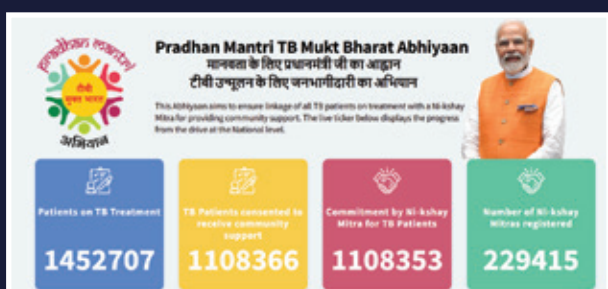 pradhan mantri
टीबी
मुक्त भारत
अभियान
Pradhan Mantri TB Mukt Bharat Abhiyaan
मानवता के लिए प्रधानमंत्री जी का आह्वान
टीबी उन्मूलन के लिए जनभागीदारी का अभियान
This Abhiyaan aims to ensure linkage of all TB patients on treatment with a Ni-kshay
Mitra for providing community support. The live ticker below displays the progress
from the drive at the National level.
Patients on TB Treatment
1452707
TB Patients consented to
receive community
support
1108366
Commitment by Ni-kshay
Mitra for TB Patients
1108353
Number of Ni-kshay
Mitras registered
229415